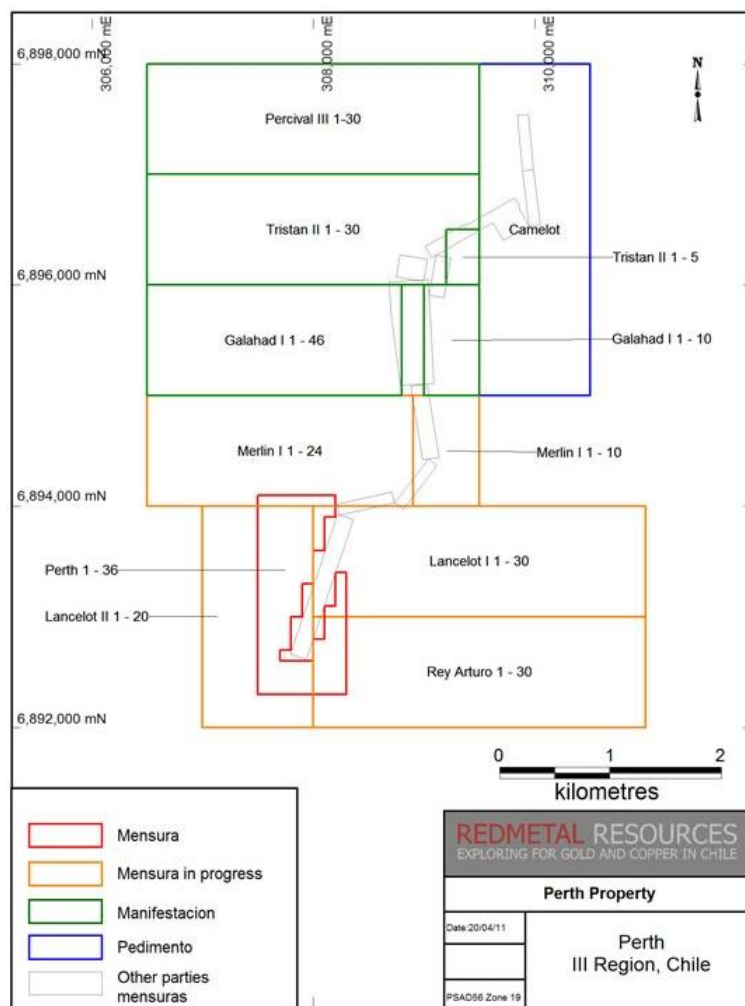 306,000 mE
308,000 mE
310,000 mE
6,898,000 mN
N
Percival III 1-30
Tristan II 1 - 30
Camelot
Tristan II 1 - 5
6,896,000 mN
Galahad I 1 - 46
Galahad I 1 - 10
Merlin I 1 - 24
Merlin I 1 - 10
6,894,000 mN
Perth 1 - 36
Lancelot I 1 - 30
Lancelot II 1 - 20
Rey Arturo 1 - 30
6,892,000 mN
0 1 2
kilometres
Mensura
Mensura in progress
Manifestacion
Pedimento
Other parties
mensuras
REDMETAL RESOURCES
EXPLORING FOR GOLD AND COPPER IN CHILE
Perth Property
Date:20/04/11
Perth
III Region, Chile
PSAD56 Zone 19